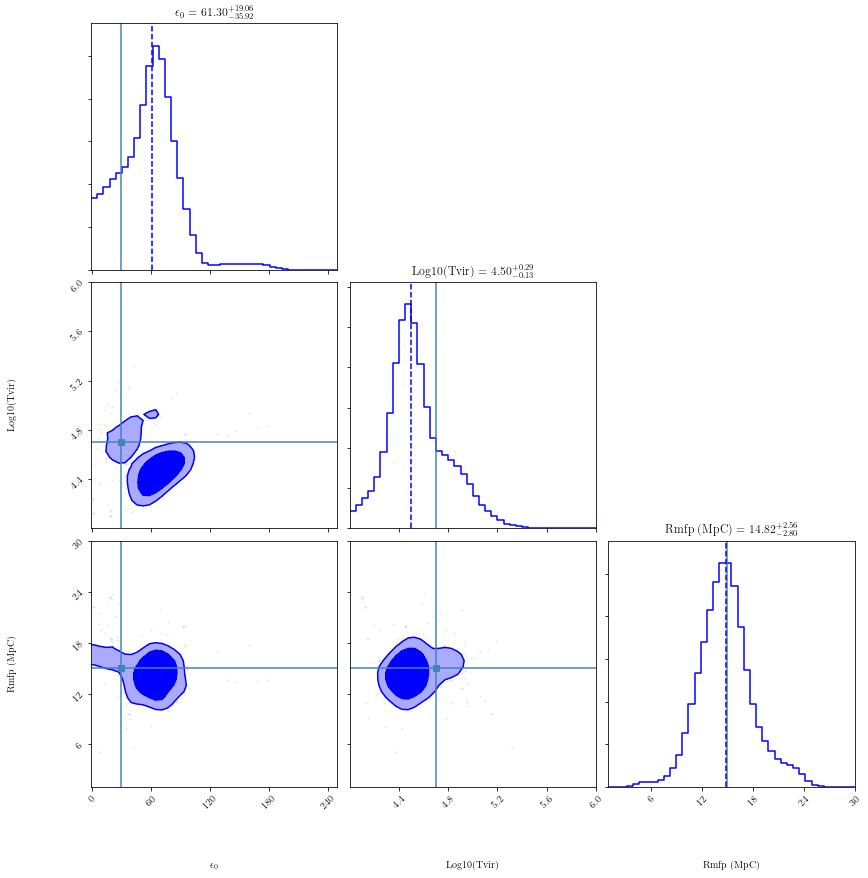 ϵ₀ = 61.30 +19.06 −35.92
6.0
Log10(Tvir) = 4.50 +0.29 −0.13
5.6
5.2
4.8
4.4
Log10(Tvir)
30
Rmfp (MpC) = 14.82 +2.56 −2.80
24
18
12
6
Rmfp (MpC)
0 60 120 180 240 4.4 4.8 5.2 5.6 6.0 6 12 18 24 30
ϵ₀ Log10(Tvir) Rmfp (MpC)